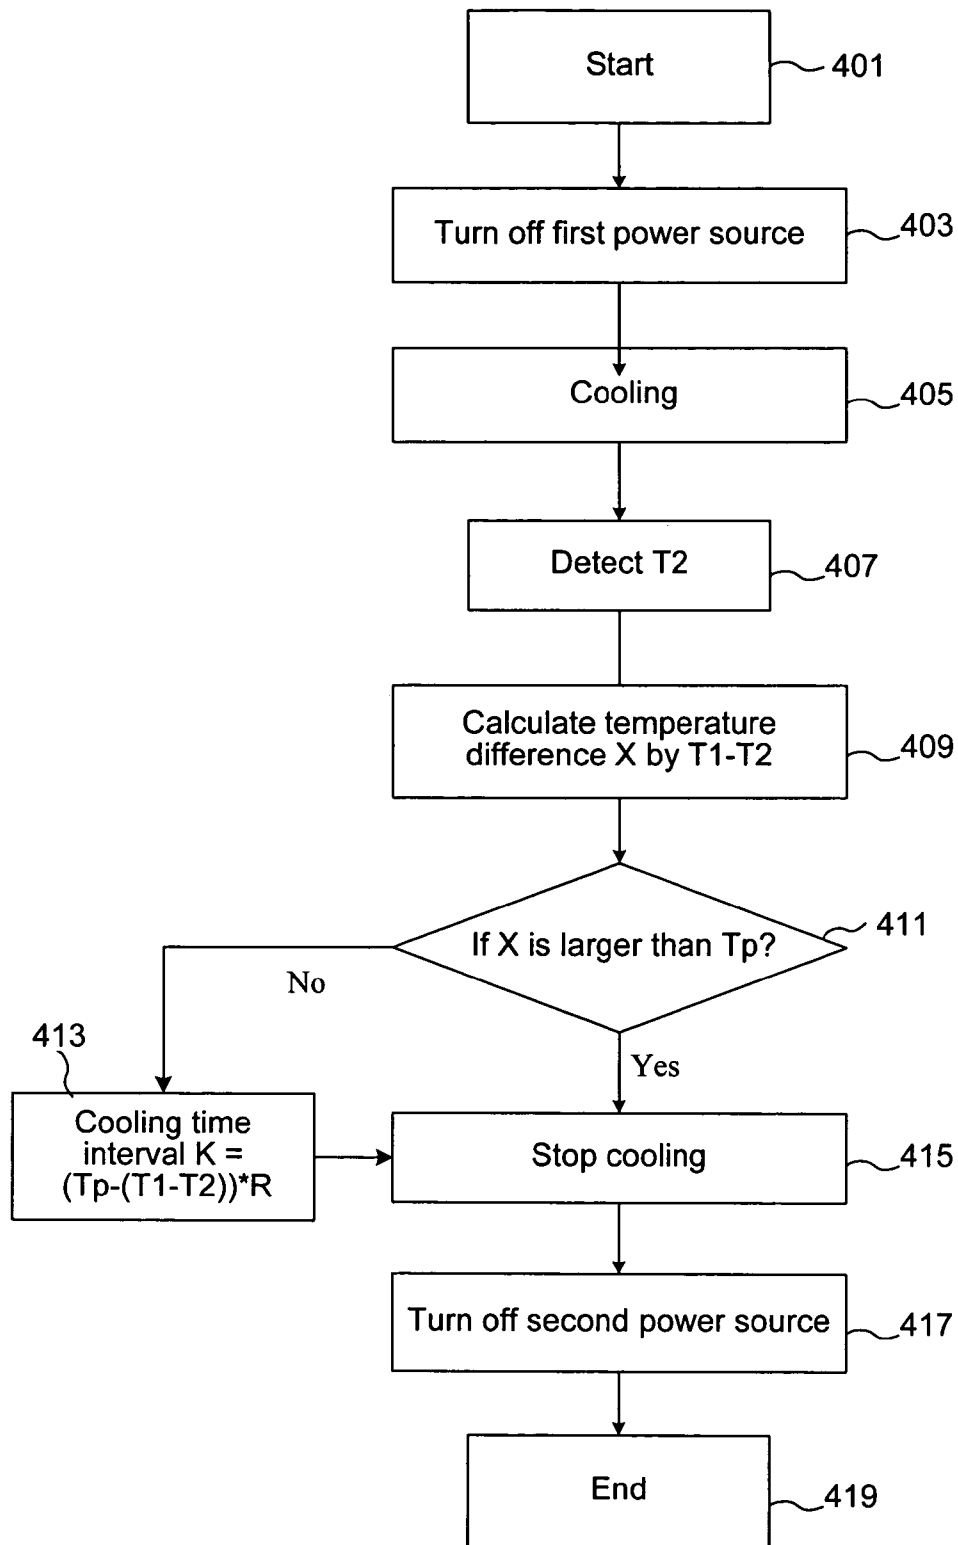 Start
401
Turn off first power source
403
Cooling
405
Detect T2
407
Calculate temperature
difference X by T1-T2
409
If X is larger than Tp?
411
No
Yes
413
Cooling time
interval K =
(Tp-(T1-T2))*R
Stop cooling
415
Turn off second power source
417
End
419